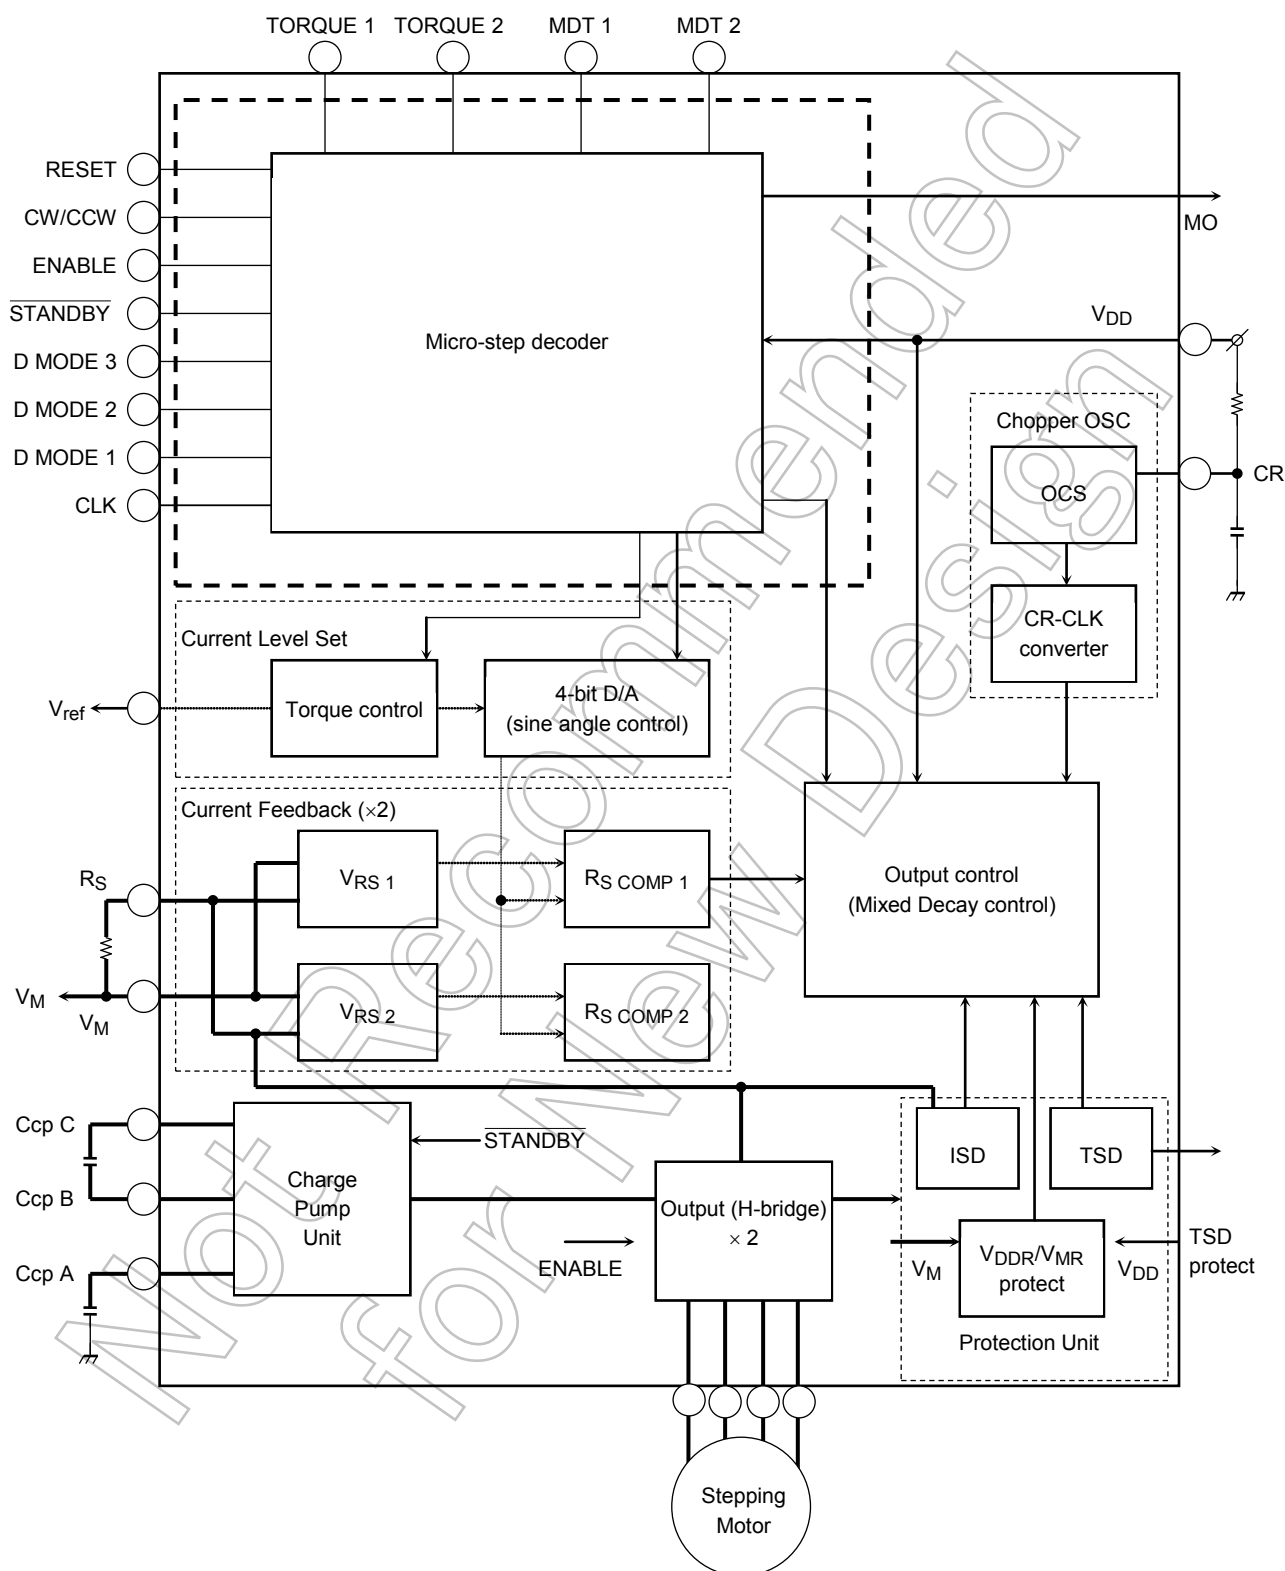 TORQUE 1 TORQUE 2 MDT 1 MDT 2
RESET
CW/CCW
ENABLE
STANDBY
D MODE 3
D MODE 2
D MODE 1
CLK
Micro-step decoder
MO
VDD
Chopper OSC
OCS
CR
CR-CLK
converter
Current Level Set
Vref
Torque control
4-bit D/A
(sine angle control)
Current Feedback (×2)
RS
VRS 1
RS COMP 1
Output control
(Mixed Decay control)
VM
VM
VRS 2
RS COMP 2
Ccp C
Ccp B
Ccp A
Charge
Pump
Unit
STANDBY
ENABLE
Output (H-bridge)
× 2
ISD
TSD
VM
VDDR/VMR
protect
VDD
TSD
protect
Protection Unit
Stepping
Motor
Not Recommended
for New Design